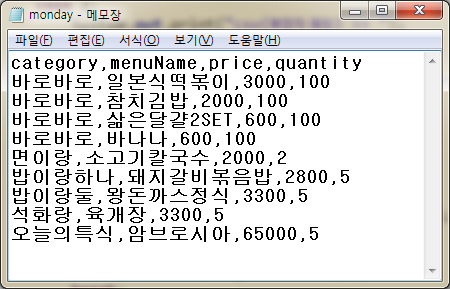 monday - 메모장
파일(F) 편집(E) 서식(O) 보기(V) 도움말(H)
category,menuName,price,quantity
바로바로,일본식떡볶이,3000,100
바로바로,참치김밥,2000,100
바로바로,삶은달걀2SET,600,100
바로바로,바나나,600,100
면이랑,소고기칼국수,2000,2
밥이랑하나,돼지갈비볶음밥,2800,5
밥이랑둘,왕돈까스정식,3300,5
석화랑,육개장,3300,5
오늘의특식,암브로시아,65000,5